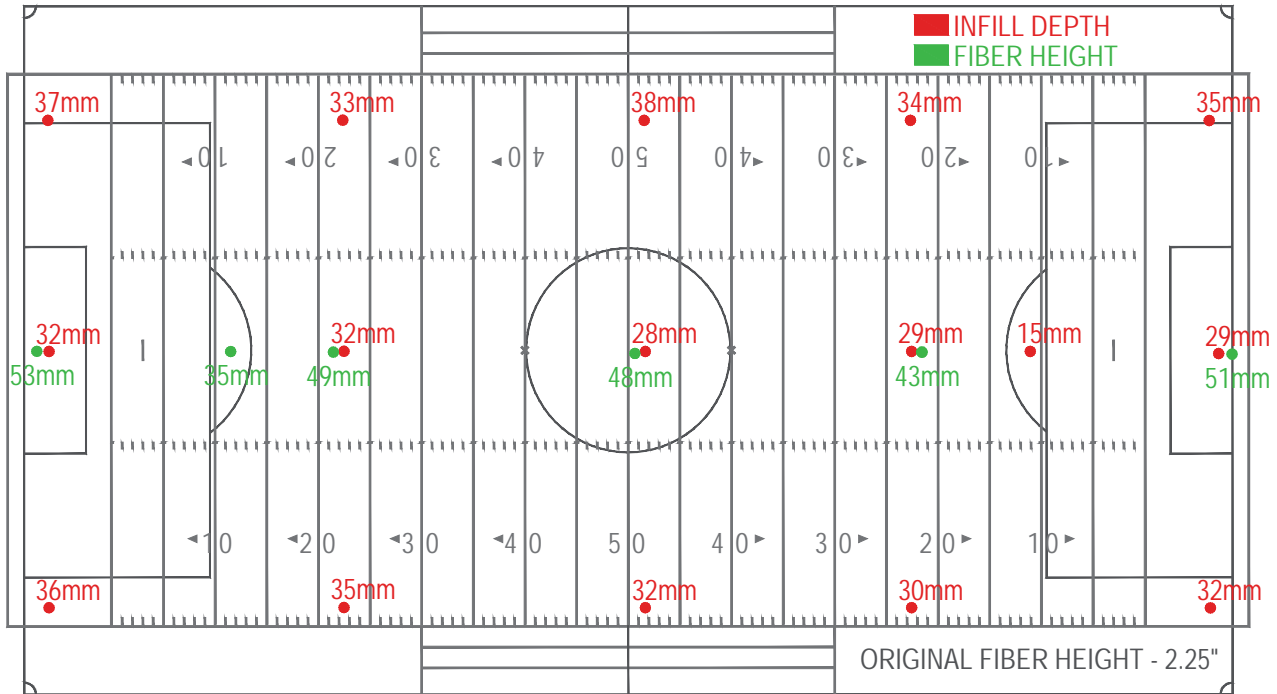 INFILL DEPTH
FIBER HEIGHT
37mm 33mm 38mm 34mm 35mm
10 20 30 40 50 40 30 20 10
32mm 32mm 28mm 29mm 15mm 29mm
53mm 35mm 49mm 48mm 43mm 51mm
10 20 30 40 50 40 30 20 10
36mm 35mm 32mm 30mm 32mm
ORIGINAL FIBER HEIGHT - 2.25"